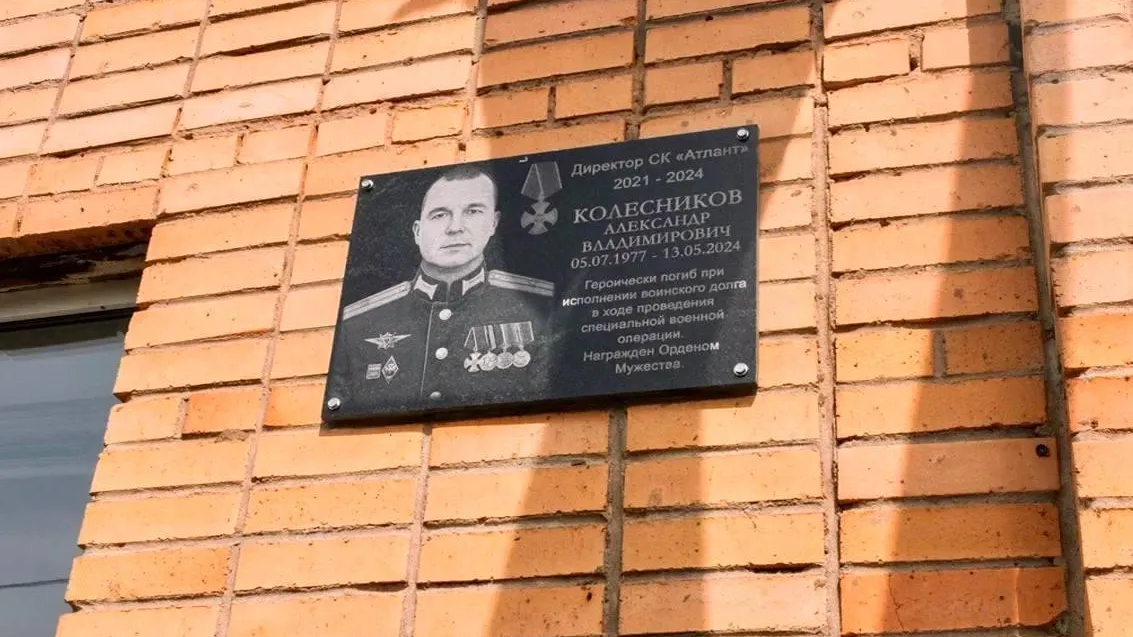 Директор СК «Атлант»
2021 - 2024
КОЛЕСНИКОВ
АЛЕКСАНДР
ВЛАДИМИРОВИЧ
05.07.1977 - 13.05.2024
Героически погиб при
исполнении воинского долга
в ходе проведения
специальной военной
операции.
Награжден Орденом
Мужества.